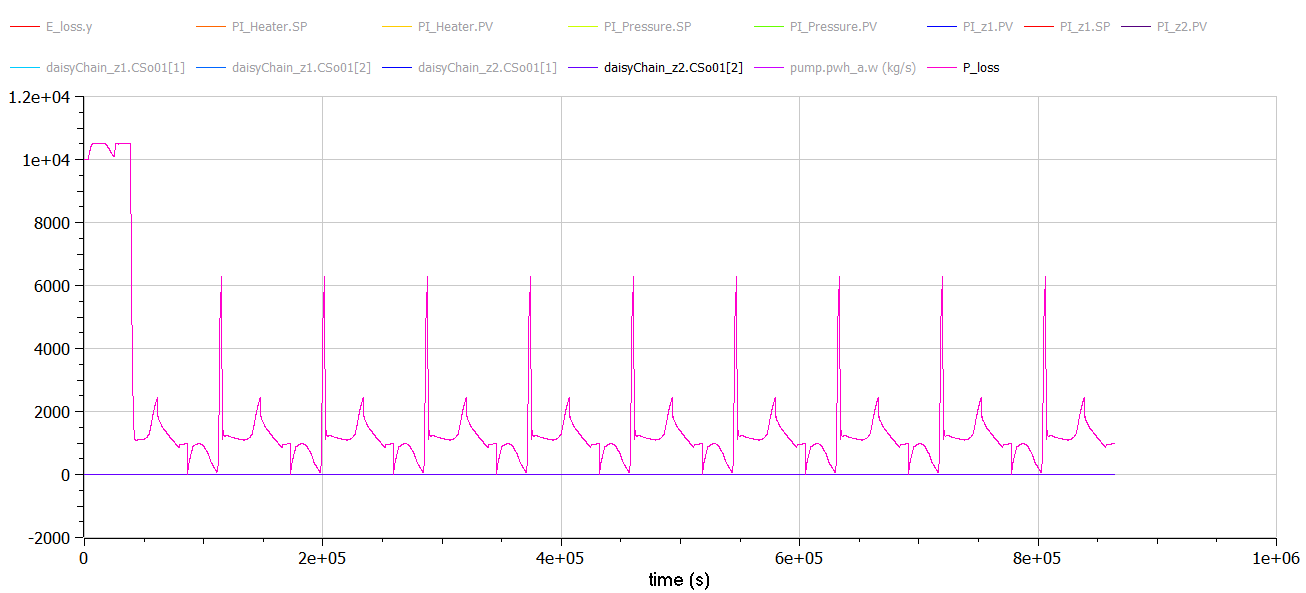 E_loss.y PI_Heater.SP PI_Heater.PV PI_Pressure.SP PI_Pressure.PV PI_z1.PV PI_z1.SP PI_z2.PV
daisyChain_z1.CSo01[1] daisyChain_z1.CSo01[2] daisyChain_z2.CSo01[1] daisyChain_z2.CSo01[2] pump.pwh_a.w (kg/s) P_loss
1.2e+04
1e+04
8000
6000
4000
2000
0
-2000
0 2e+05 4e+05 6e+05 8e+05 1e+06
time (s)